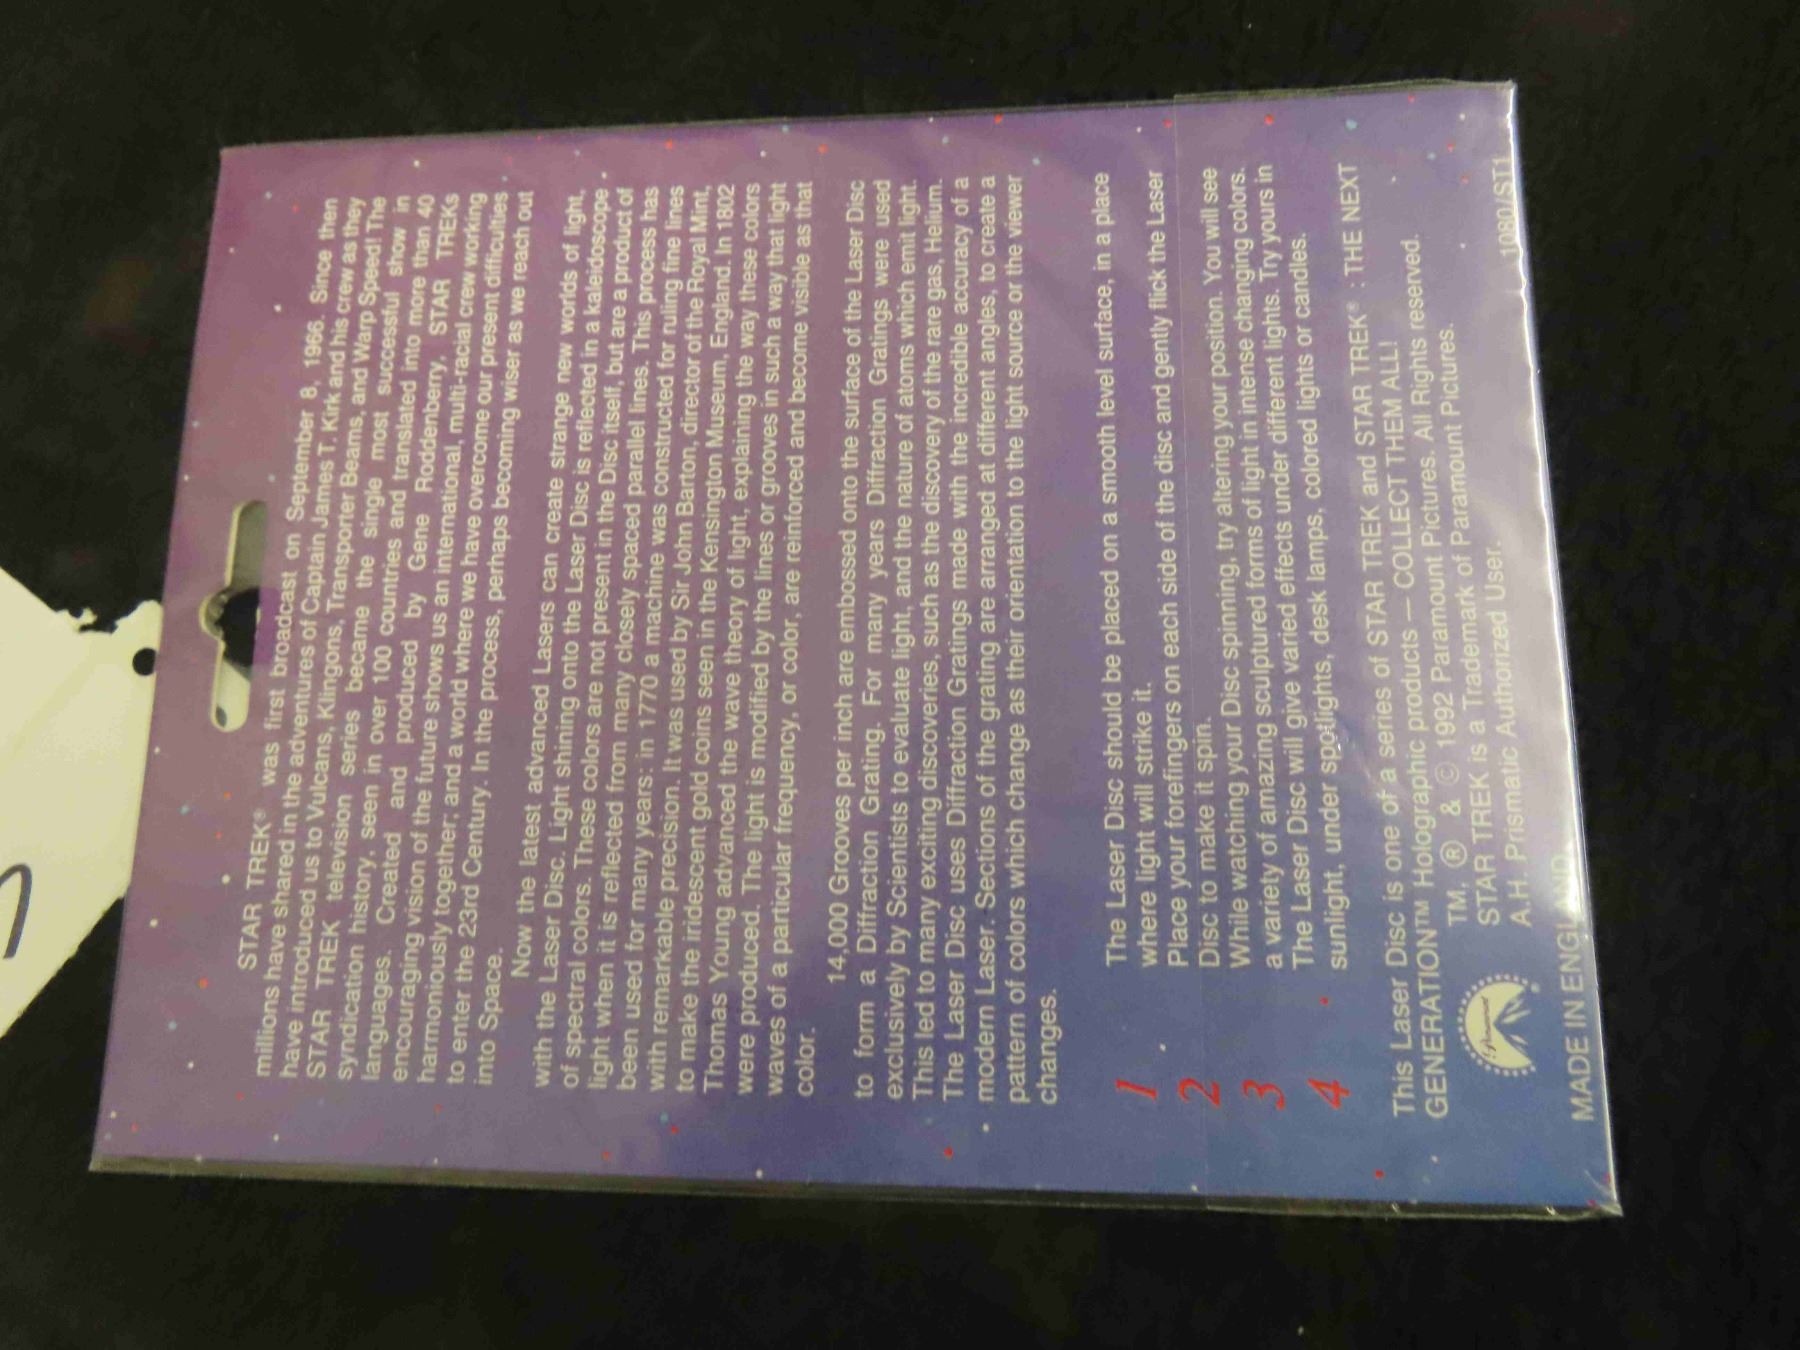 STAR TREK® was first broadcast on September 8, 1966. Since then
millions have shared in the adventures of Captain James T. Kirk and his crew as they
have introduced us to Vulcans, Klingons, Transporter Beams, and Warp Speed! The
STAR TREK television series became the single most successful show in
syndication history, seen in over 100 countries and translated into more than 40
languages. Created and produced by Gene Roddenberry, STAR TREKs
encouraging vision of the future shows us an international, multi-racial crew working
harmoniously together; and a world where we have overcome our present difficulties
to enter the 23rd Century. In the process, perhaps becoming wiser as we reach out
into Space.
Now the latest advanced Lasers can create strange new worlds of light,
with the Laser Disc. Light shining onto the Laser Disc is reflected in a kaleidoscope
of spectral colors. These colors are not present in the Disc itself, but are a product of
light when it is reflected from many closely spaced parallel lines. This process has
been used for many years: in 1770 a machine was constructed for ruling fine lines
with remarkable precision. It was used by Sir John Barton, director of the Royal Mint,
to make the iridescent gold coins seen in the Kensington Museum, England. In 1802
Thomas Young advanced the wave theory of light, explaining the way these colors
were produced. The light is modified by the lines or grooves in such a way that light
waves of a particular frequency, or color, are reinforced and become visible as that
color.
14,000 Grooves per inch are embossed onto the surface of the Laser Disc
to form a Diffraction Grating. For many years Diffraction Gratings were used
exclusively by Scientists to evaluate light, and the nature of atoms which emit light.
This led to many exciting discoveries, such as the discovery of the rare gas, Helium.
The Laser Disc uses Diffraction Gratings made with the incredible accuracy of a
modern Laser. Sections of the grating are arranged at different angles, to create a
pattern of colors which change as their orientation to the light source or the viewer
changes.
1 The Laser Disc should be placed on a smooth level surface, in a place
where light will strike it.
2 Place your forefingers on each side of the disc and gently flick the Laser
Disc to make it spin.
3 While watching your Disc spinning, try altering your position. You will see
a variety of amazing sculptured forms of light in intense changing colors.
4 The Laser Disc will give varied effects under different lights. Try yours in
sunlight, under spotlights, desk lamps, colored lights or candles.
This Laser Disc is one of a series of STAR TREK and STAR TREK® : THE NEXT
GENERATION™ Holographic products — COLLECT THEM ALL!
TM, ® & © 1992 Paramount Pictures. All Rights reserved.
STAR TREK is a Trademark of Paramount Pictures.
A.H. Prismatic Authorized User.
Paramount ®
MADE IN ENGLAND
1080/ST1